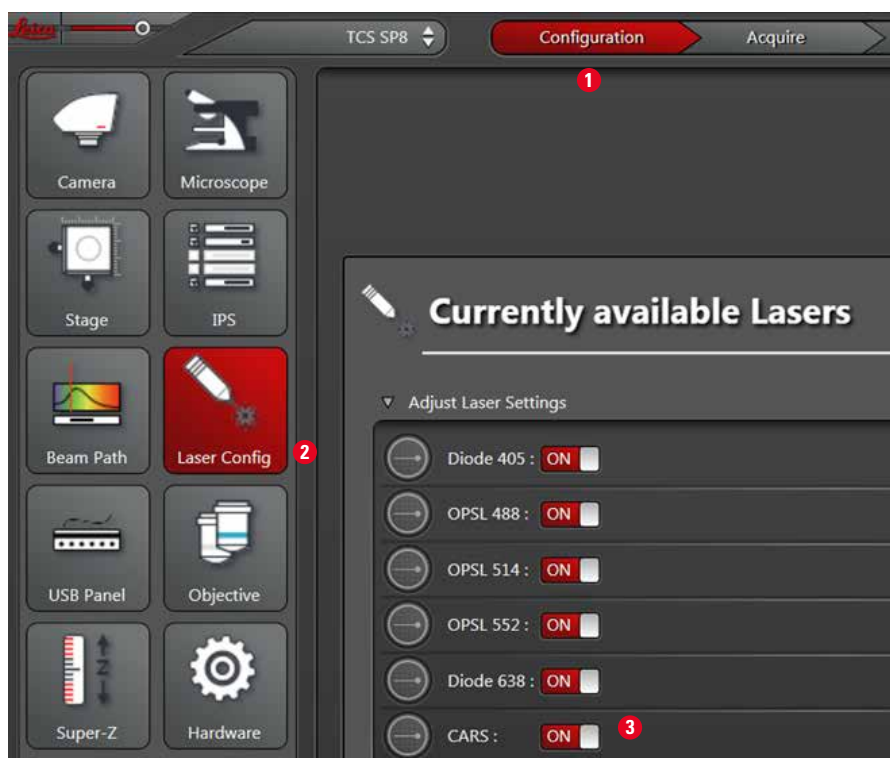 Leica
TCS SP8
Configuration
Acquire
1
Camera
Microscope
Stage
IPS
Currently available Lasers
Adjust Laser Settings
Beam Path
Laser Config
2
Diode 405 : ON
OPSL 488 : ON
USB Panel
Objective
OPSL 514 : ON
OPSL 552 : ON
Super-Z
Z
Hardware
Diode 638 : ON
CARS : ON
3